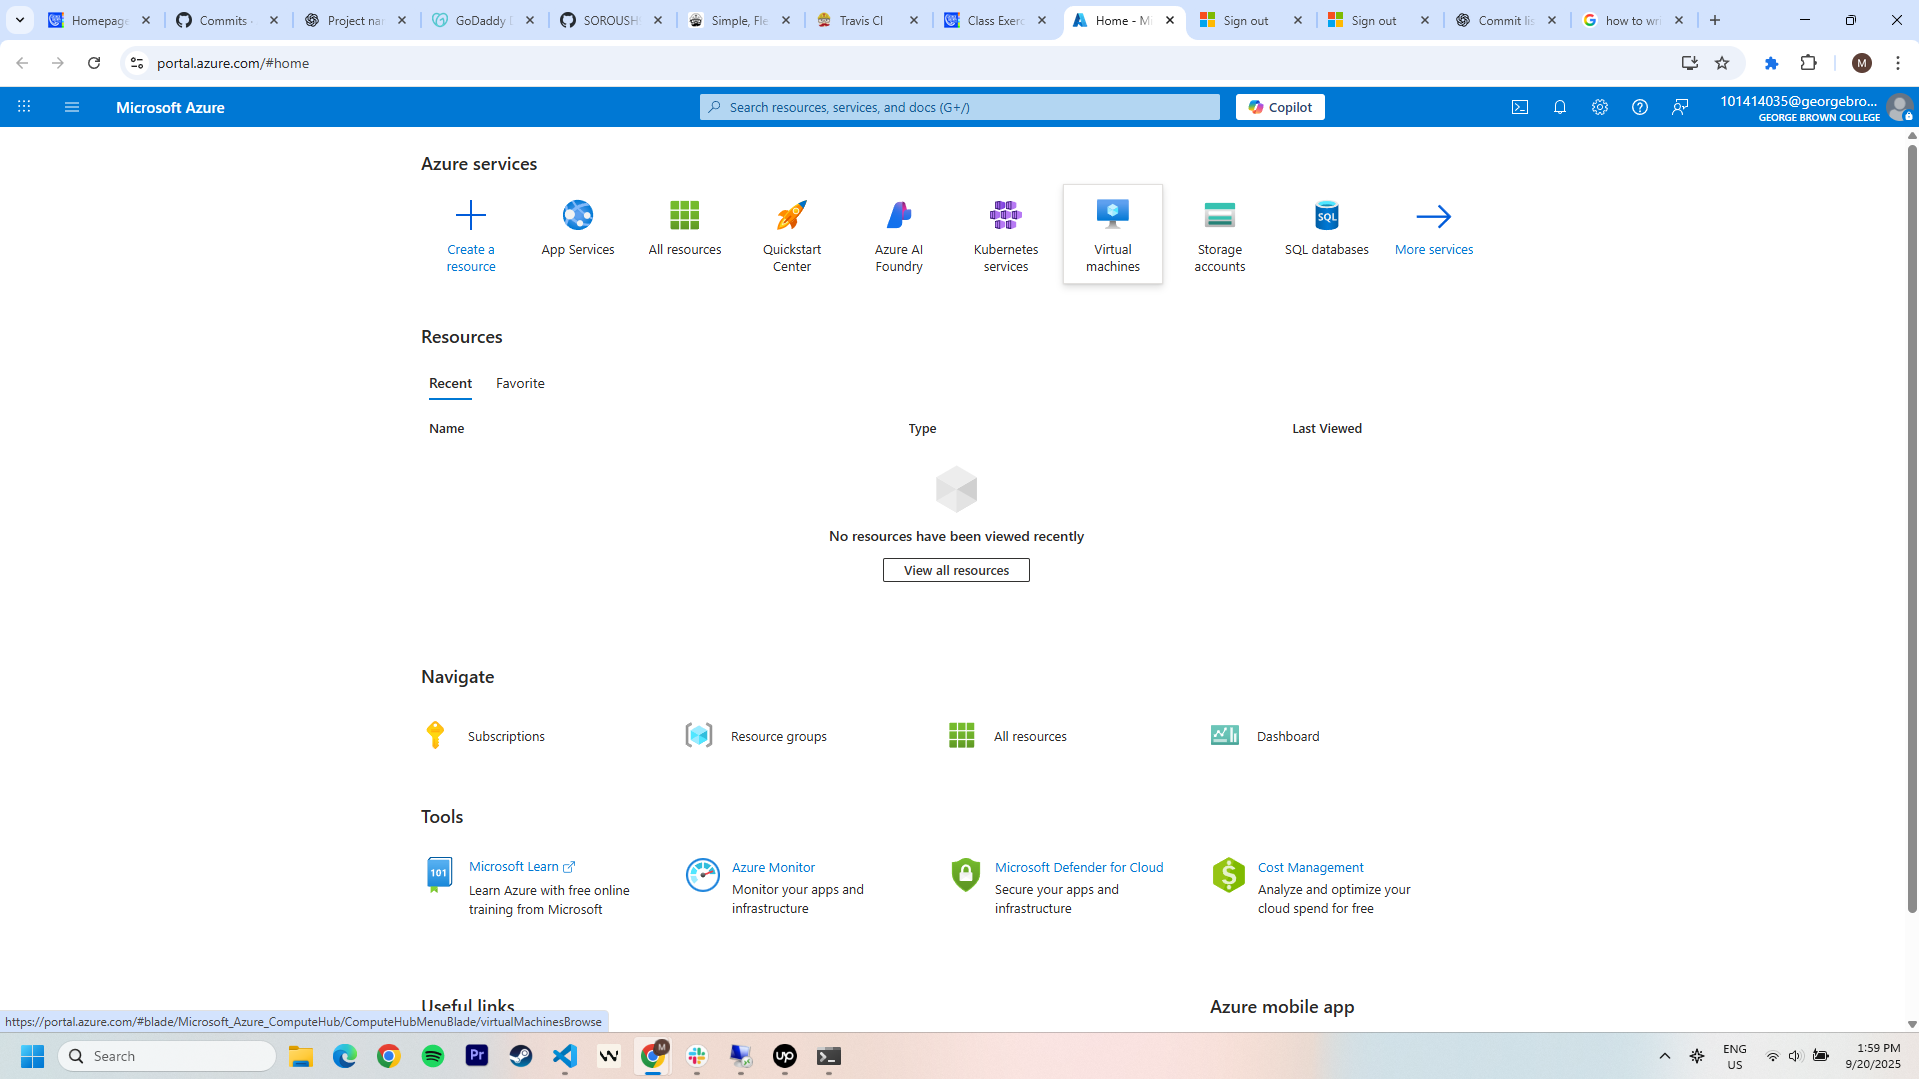 Homepage
Commits ·
Project nar
GoDaddy D
SOROUSH
Simple, Fle
Travis CI
Class Exerc
Home - Mi
Sign out
Sign out
Commit lis
how to wri
portal.azure.com/#home
M
Microsoft Azure
Search resources, services, and docs (G+/)
Copilot
101414035@georgebro...
GEORGE BROWN COLLEGE
Azure services
Create a
resource
App Services
All resources
Quickstart
Center
Azure AI
Foundry
Kubernetes
services
Virtual
machines
Storage
accounts
SQL
SQL databases
More services
Resources
Recent
Favorite
Name
Type
Last Viewed
No resources have been viewed recently
View all resources
Navigate
Subscriptions
Resource groups
All resources
Dashboard
Tools
101
Microsoft Learn
Learn Azure with free online
training from Microsoft
Azure Monitor
Monitor your apps and
infrastructure
Microsoft Defender for Cloud
Secure your apps and
infrastructure
Cost Management
Analyze and optimize your
cloud spend for free
Useful links
Azure mobile app
https://portal.azure.com/#blade/Microsoft_Azure_ComputeHub/ComputeHubMenuBlade/virtualMachinesBrowse
Search
Pr
M
up
ENG
US
1:59 PM
9/20/2025